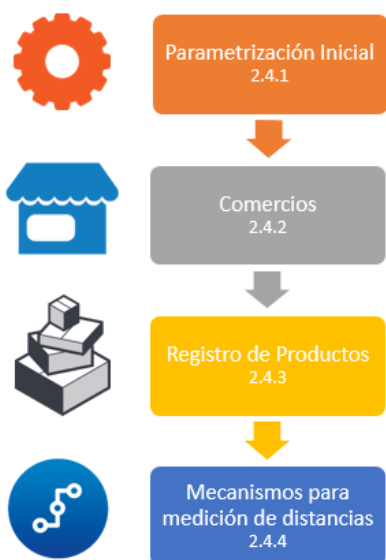 Parametrización Inicial
2.4.1
Comercios
2.4.2
Registro de Productos
2.4.3
Mecanismos para
medición de distancias
2.4.4